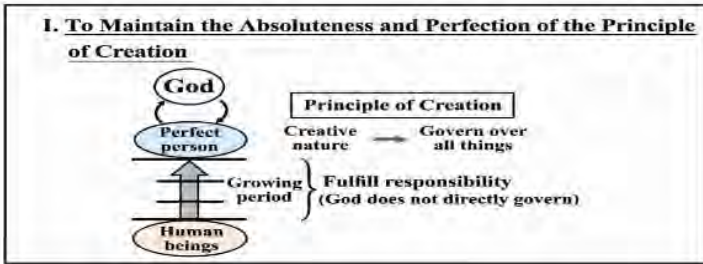 I. To Maintain the Absoluteness and Perfection of the Principle
of Creation
God
Perfect
person
Principle of Creation
Creative
nature
Govern over
all things
Growing
period
Fulfill responsibility
(God does not directly govern)
Human
beings